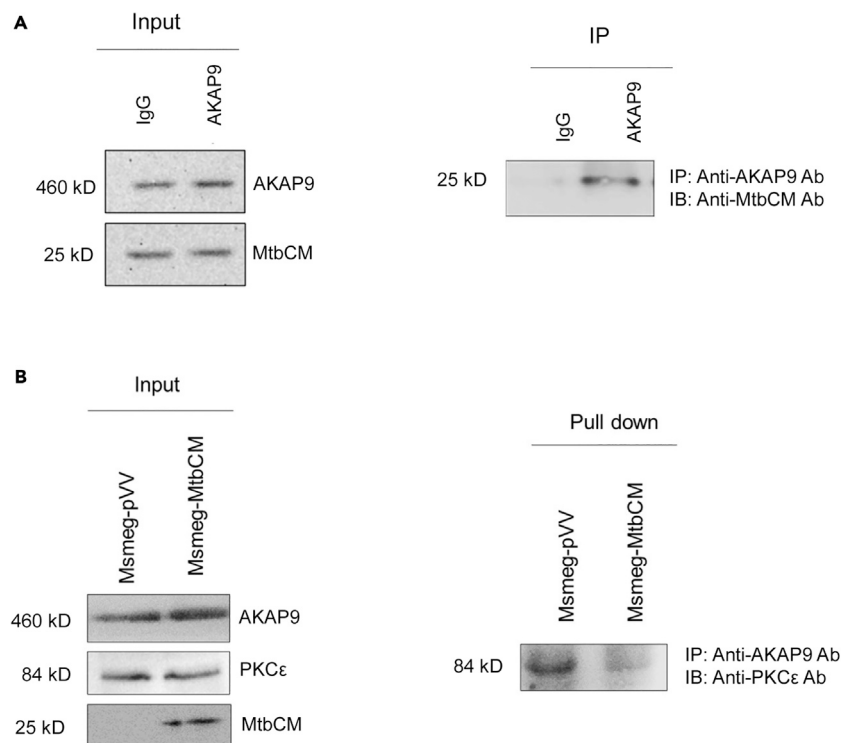 A
Input
IgG
AKAP9
460 kD
AKAP9
25 kD
MtbCM
IP
IgG
AKAP9
25 kD
IP: Anti-AKAP9 Ab
IB: Anti-MtbCM Ab
B
Input
Msmeg-pVV
Msmeg-MtbCM
460 kD
AKAP9
84 kD
PKCε
25 kD
MtbCM
Pull down
Msmeg-pVV
Msmeg-MtbCM
84 kD
IP: Anti-AKAP9 Ab
IB: Anti-PKCε Ab